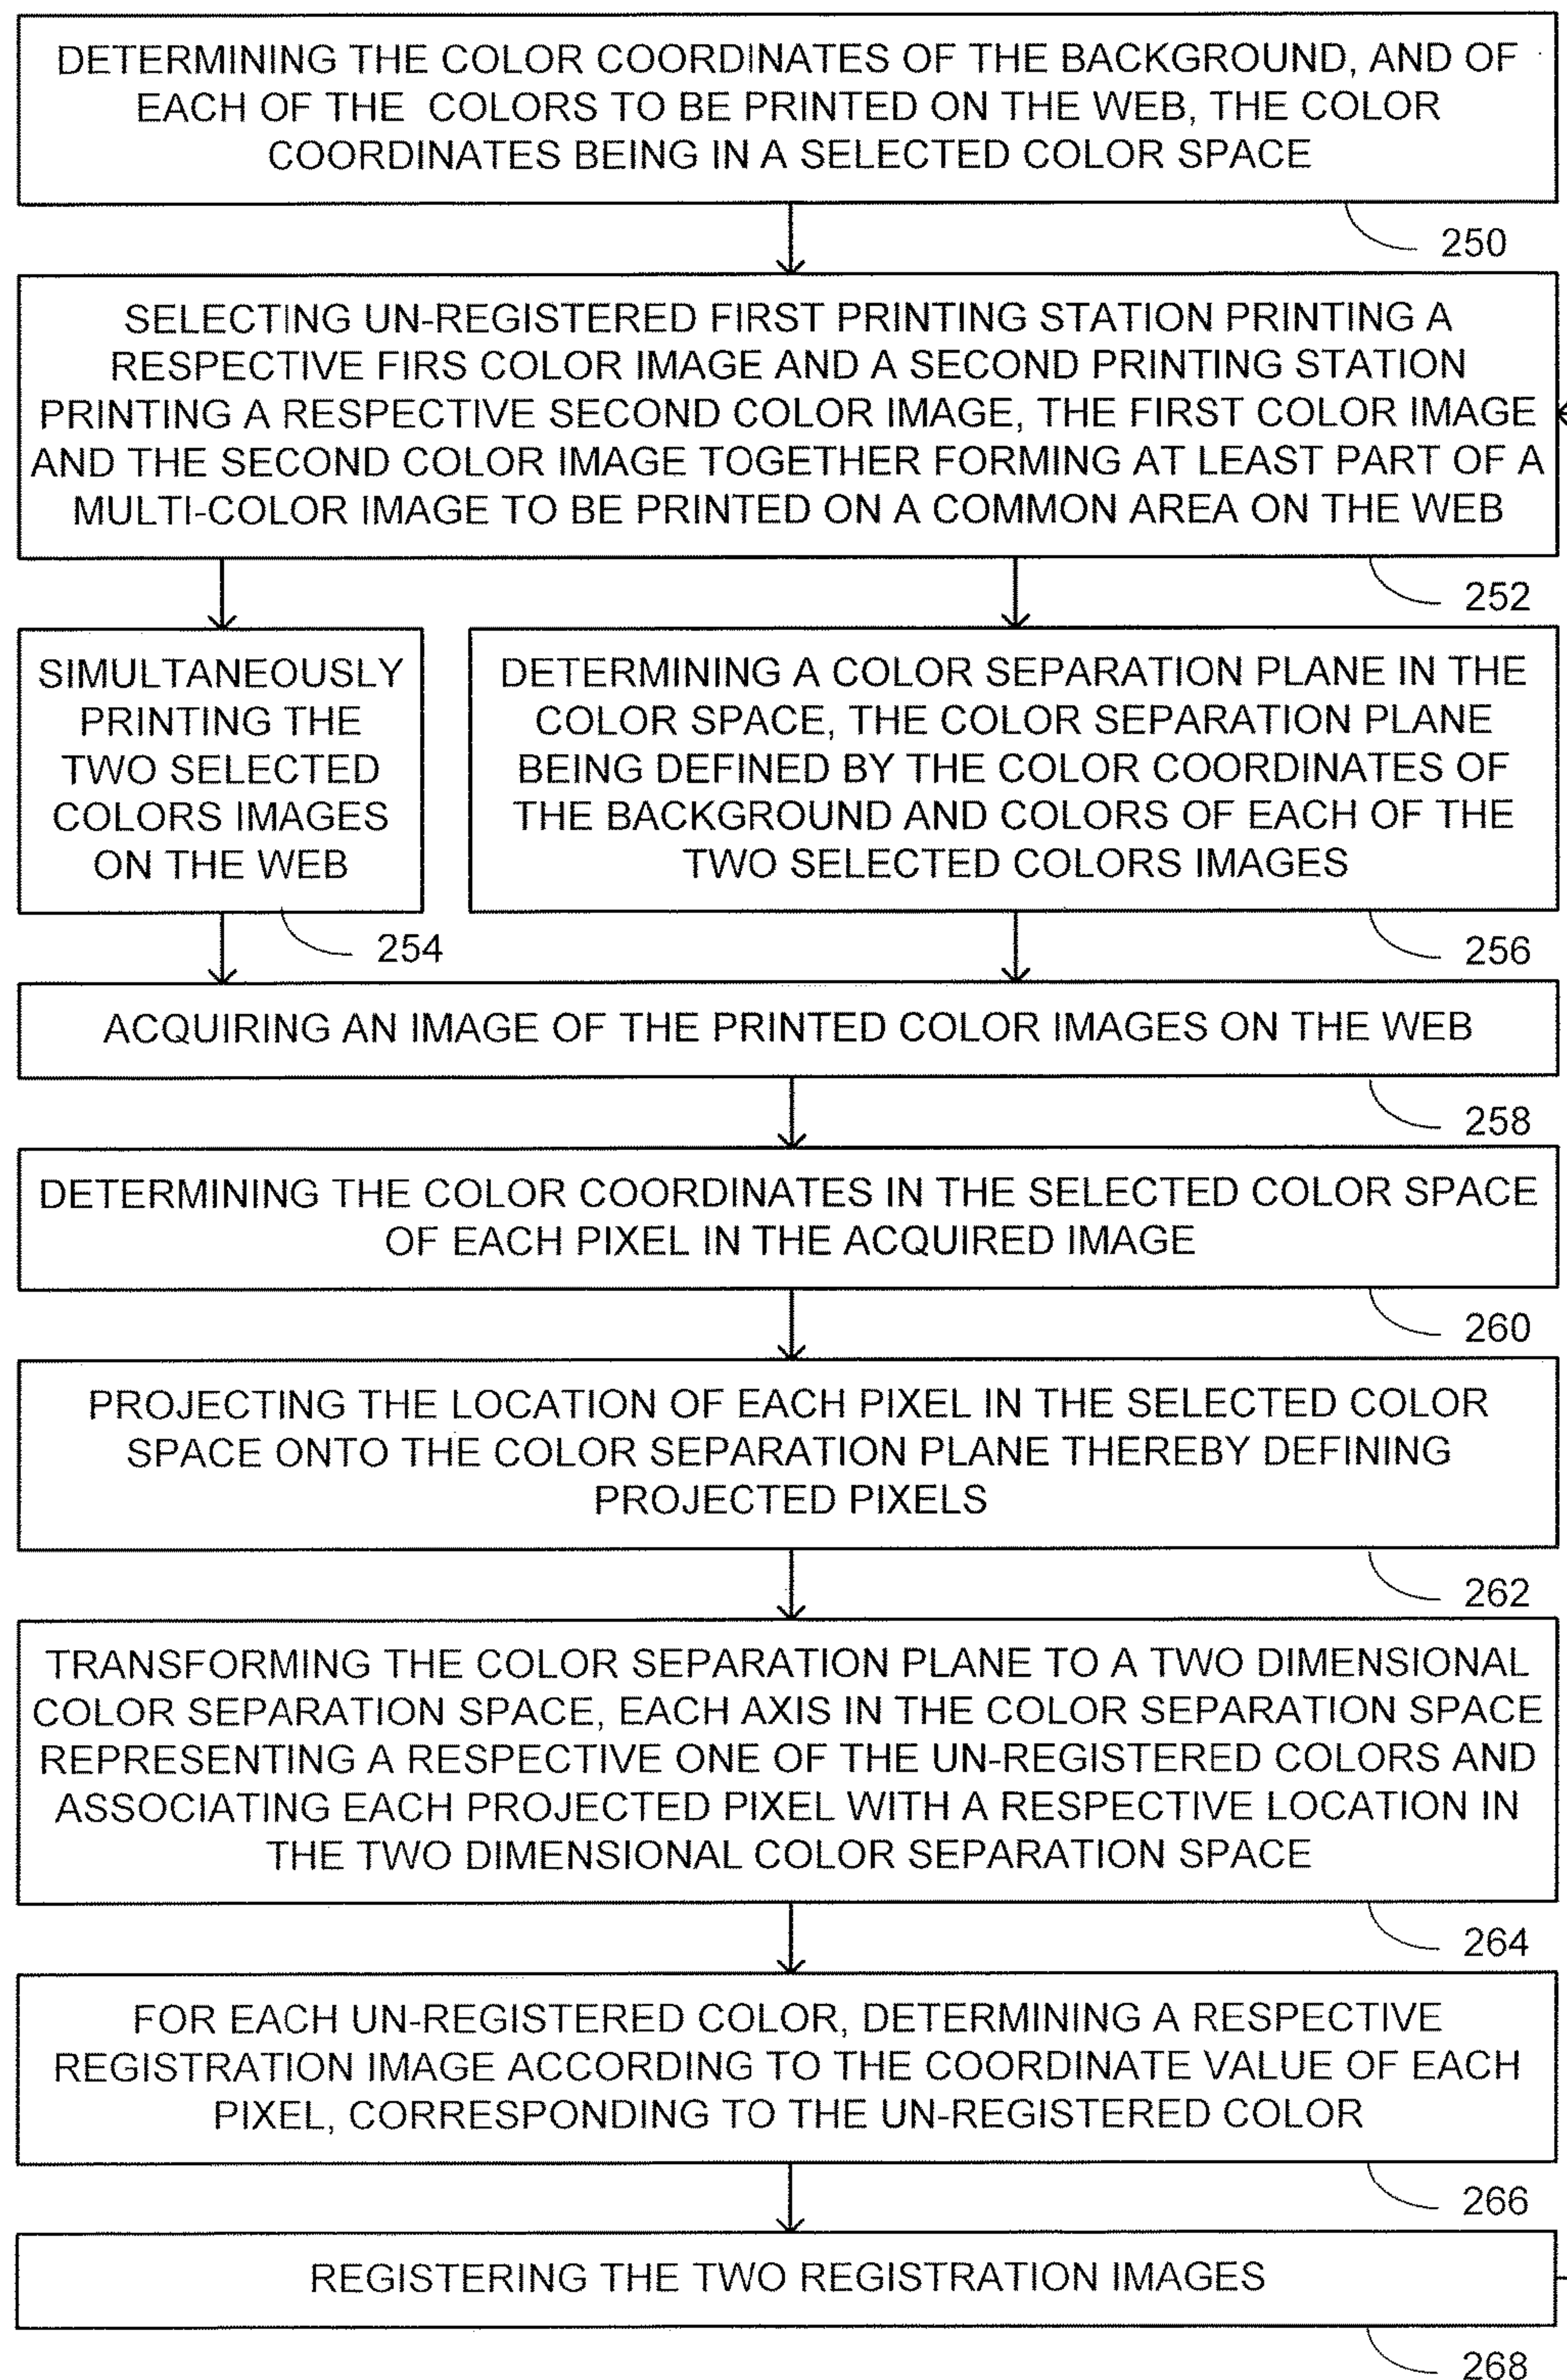 DETERMINING THE COLOR COORDINATES OF THE BACKGROUND, AND OF
EACH OF THE COLORS TO BE PRINTED ON THE WEB, THE COLOR
COORDINATES BEING IN A SELECTED COLOR SPACE
250
SELECTING UN-REGISTERED FIRST PRINTING STATION PRINTING A
RESPECTIVE FIRS COLOR IMAGE AND A SECOND PRINTING STATION
PRINTING A RESPECTIVE SECOND COLOR IMAGE, THE FIRST COLOR IMAGE
AND THE SECOND COLOR IMAGE TOGETHER FORMING AT LEAST PART OF A
MULTI-COLOR IMAGE TO BE PRINTED ON A COMMON AREA ON THE WEB
252
SIMULTANEOUSLY
PRINTING THE
TWO SELECTED
COLORS IMAGES
ON THE WEB
254
DETERMINING A COLOR SEPARATION PLANE IN THE
COLOR SPACE, THE COLOR SEPARATION PLANE
BEING DEFINED BY THE COLOR COORDINATES OF
THE BACKGROUND AND COLORS OF EACH OF THE
TWO SELECTED COLORS IMAGES
256
ACQUIRING AN IMAGE OF THE PRINTED COLOR IMAGES ON THE WEB
258
DETERMINING THE COLOR COORDINATES IN THE SELECTED COLOR SPACE
OF EACH PIXEL IN THE ACQUIRED IMAGE
260
PROJECTING THE LOCATION OF EACH PIXEL IN THE SELECTED COLOR
SPACE ONTO THE COLOR SEPARATION PLANE THEREBY DEFINING
PROJECTED PIXELS
262
TRANSFORMING THE COLOR SEPARATION PLANE TO A TWO DIMENSIONAL
COLOR SEPARATION SPACE, EACH AXIS IN THE COLOR SEPARATION SPACE
REPRESENTING A RESPECTIVE ONE OF THE UN-REGISTERED COLORS AND
ASSOCIATING EACH PROJECTED PIXEL WITH A RESPECTIVE LOCATION IN
THE TWO DIMENSIONAL COLOR SEPARATION SPACE
264
FOR EACH UN-REGISTERED COLOR, DETERMINING A RESPECTIVE
REGISTRATION IMAGE ACCORDING TO THE COORDINATE VALUE OF EACH
PIXEL, CORRESPONDING TO THE UN-REGISTERED COLOR
266
REGISTERING THE TWO REGISTRATION IMAGES
268